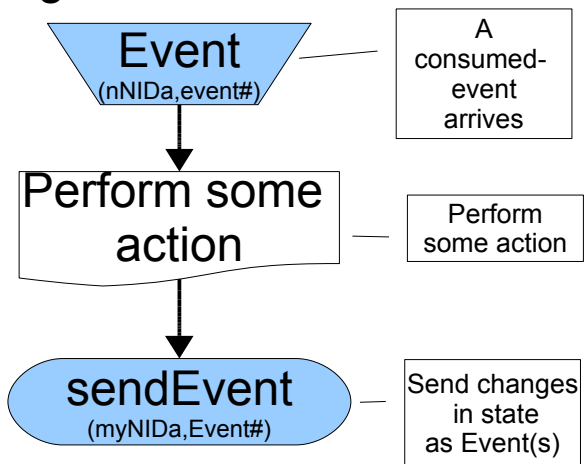 Event
(nNIDa,event#)
A
consumed-
event
arrives
Perform some
action
Perform
some action
sendEvent
(myNIDa,Event#)
Send changes
in state
as Event(s)